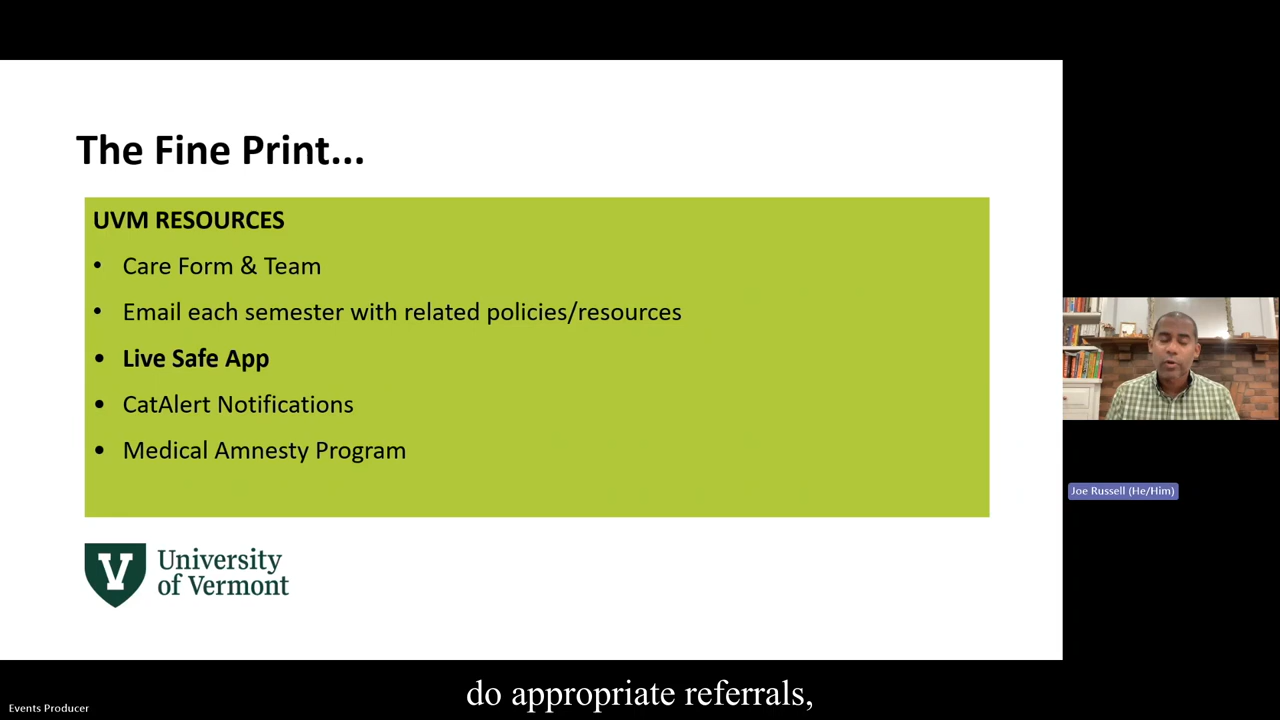 The Fine Print...
UVM RESOURCES
• Care Form & Team
• Email each semester with related policies/resources
• Live Safe App
• CatAlert Notifications
• Medical Amnesty Program
V University
of Vermont
Joe Russell (He/Him)
do appropriate referrals,
Events Producer